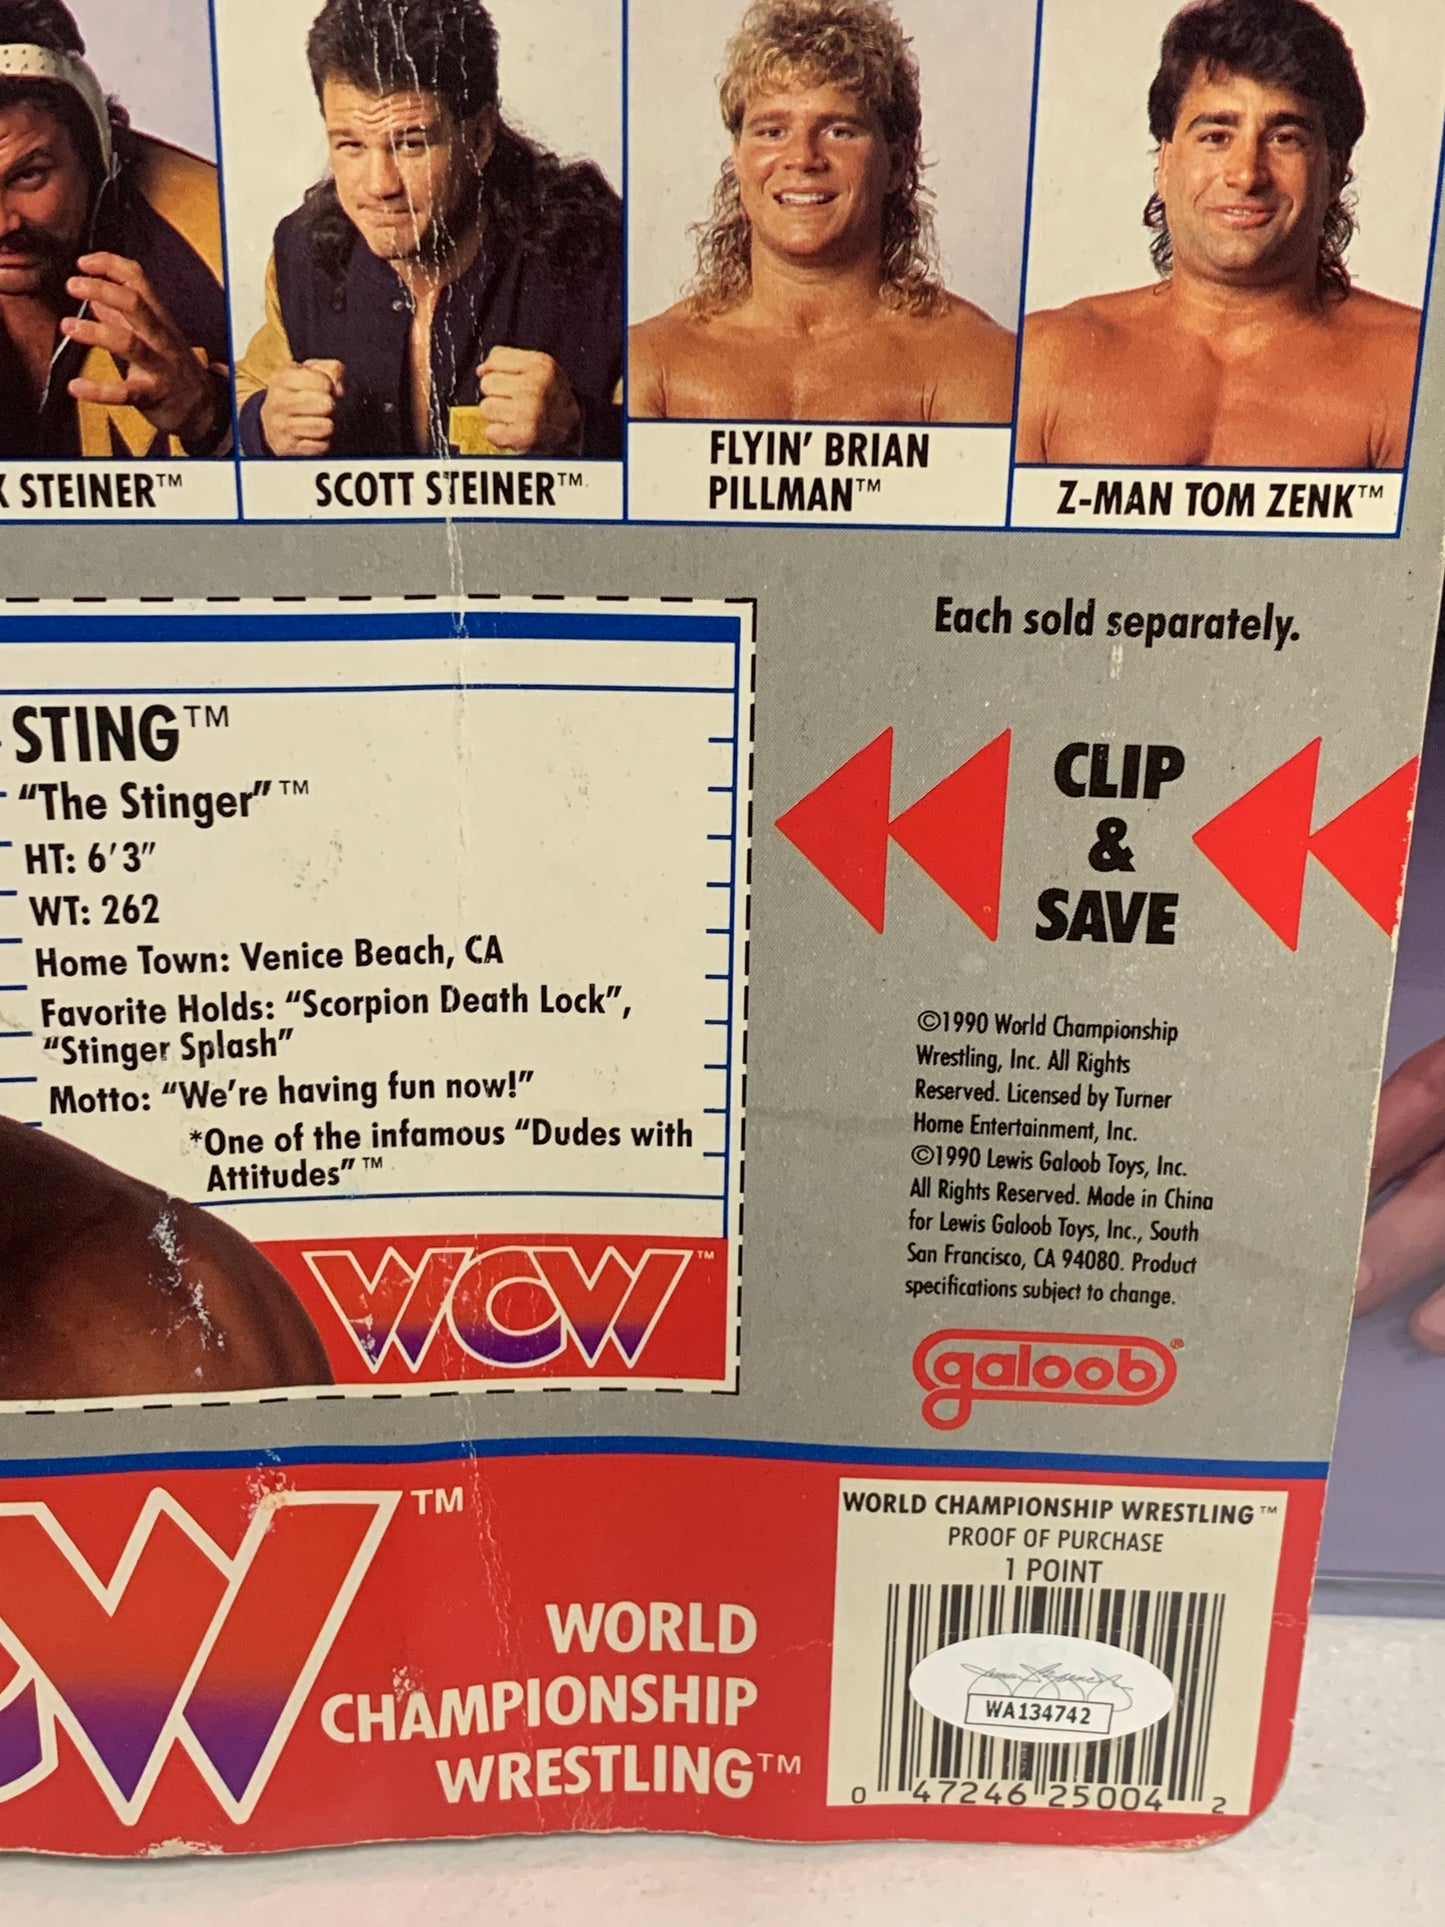 K STEINER™
SCOTT STEINER™
FLYIN' BRIAN
PILLMAN™
Z-MAN TOM ZENK™
Each sold separately.
STING™
"The Stinger"™
HT: 6'3"
WT: 262
Home Town: Venice Beach, CA
Favorite Holds: "Scorpion Death Lock",
"Stinger Splash"
Motto: "We're having fun now!"
*One of the infamous "Dudes with
Attitudes"™
WCW™
CLIP
&
SAVE
©1990 World Championship
Wrestling, Inc. All Rights
Reserved. Licensed by Turner
Home Entertainment, Inc.
©1990 Lewis Galoob Toys, Inc.
All Rights Reserved. Made in China
for Lewis Galoob Toys, Inc., South
San Francisco, CA 94080. Product
specifications subject to change.
galoob®
CW™
WORLD
CHAMPIONSHIP
WRESTLING™
WORLD CHAMPIONSHIP WRESTLING™
PROOF OF PURCHASE
1 POINT
WA134742
0 47246 25004 2